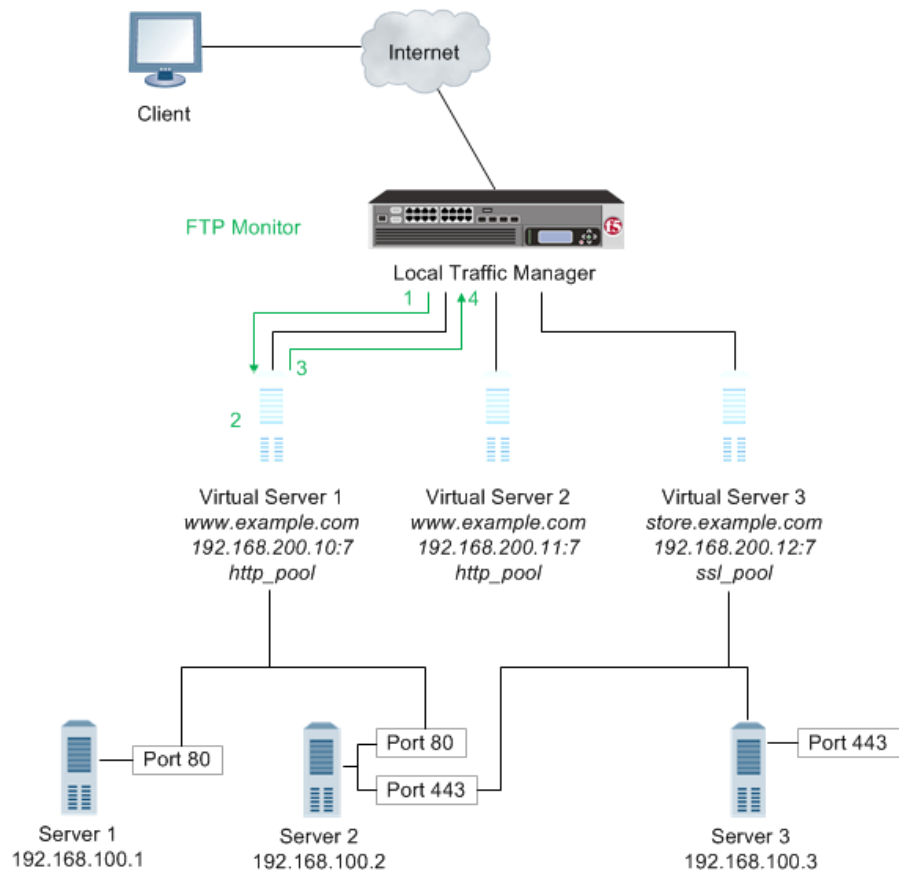 Internet
Client
FTP Monitor
f5
Local Traffic Manager
1
4
3
2
Virtual Server 1
www.example.com
192.168.200.10:7
http_pool
Virtual Server 2
www.example.com
192.168.200.11:7
http_pool
Virtual Server 3
store.example.com
192.168.200.12:7
ssl_pool
Port 80
Port 80
Port 443
Port 443
Server 1
192.168.100.1
Server 2
192.168.100.2
Server 3
192.168.100.3